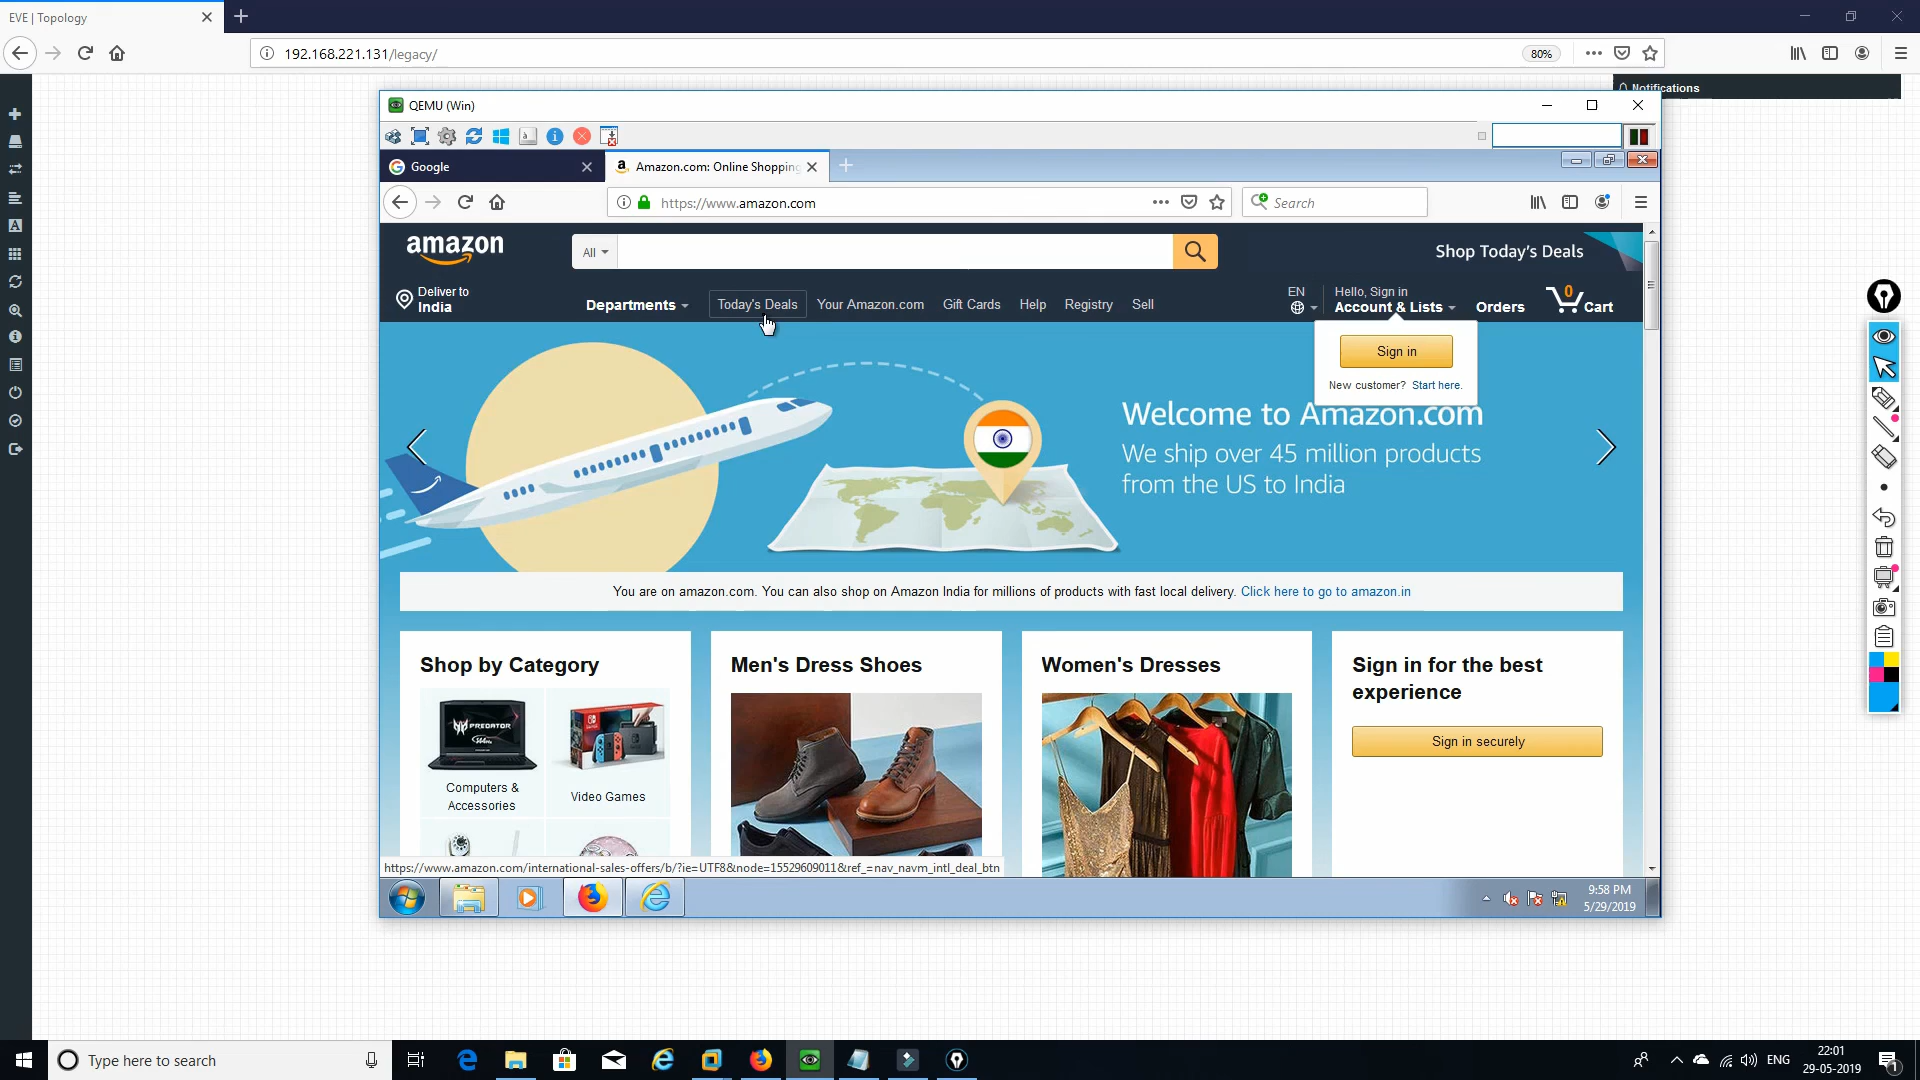 EVE | Topology
192.168.221.131/legacy/
80%
Notifications
QEMU (Win)
Google
Amazon.com: Online Shopping
https://www.amazon.com
Search
amazon
All
Shop Today's Deals
Deliver to
India
Departments
Today's Deals
Your Amazon.com
Gift Cards
Help
Registry
Sell
EN
Hello, Sign in
Account & Lists
Orders
0
Cart
Sign in
New customer? Start here.
Welcome to Amazon.com
We ship over 45 million products
from the US to India
You are on amazon.com. You can also shop on Amazon India for millions of products with fast local delivery. Click here to go to amazon.in
Shop by Category
Men's Dress Shoes
Women's Dresses
Sign in for the best
experience
PREDATOR
Sign in securely
Computers &
Accessories
Video Games
https://www.amazon.com/international-sales-offers/b/?ie=UTF8&node=15529609011&ref_=nav_navm_intl_deal_btn
9:58 PM
5/29/2019
Type here to search
ENG
22:01
29-05-2019
1